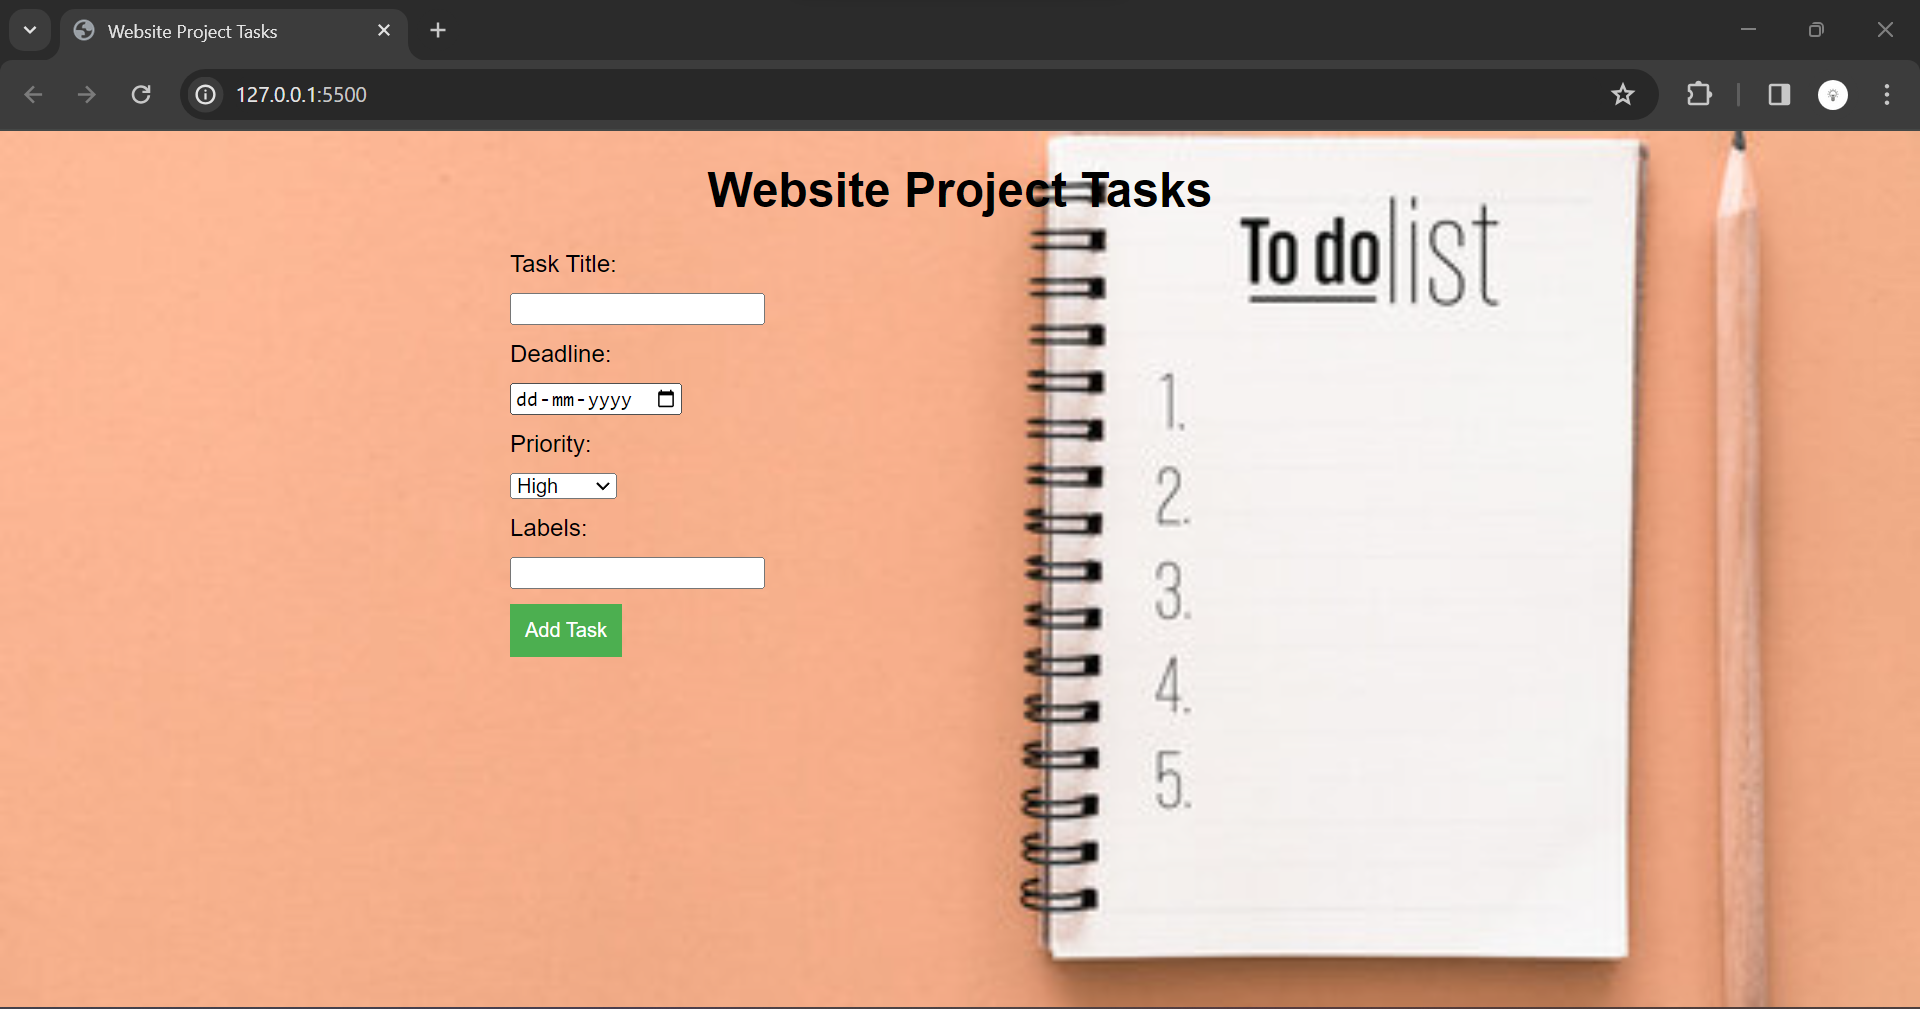 Website Project Tasks
127.0.0.1:5500
Website Project Tasks
To do list
Task Title:
Deadline:
dd-mm-yyyy
Priority:
High
Labels:
Add Task
1.
2.
3.
4.
5.